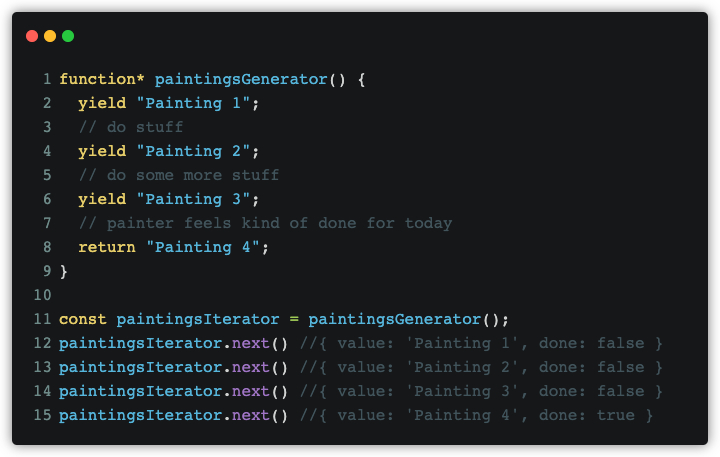 1 function* paintingsGenerator() {
2   yield "Painting 1";
3   // do stuff
4   yield "Painting 2";
5   // do some more stuff
6   yield "Painting 3";
7   // painter feels kind of done for today
8   return "Painting 4";
9 }
10
11 const paintingsIterator = paintingsGenerator();
12 paintingsIterator.next() //{ value: 'Painting 1', done: false }
13 paintingsIterator.next() //{ value: 'Painting 2', done: false }
14 paintingsIterator.next() //{ value: 'Painting 3', done: false }
15 paintingsIterator.next() //{ value: 'Painting 4', done: true }